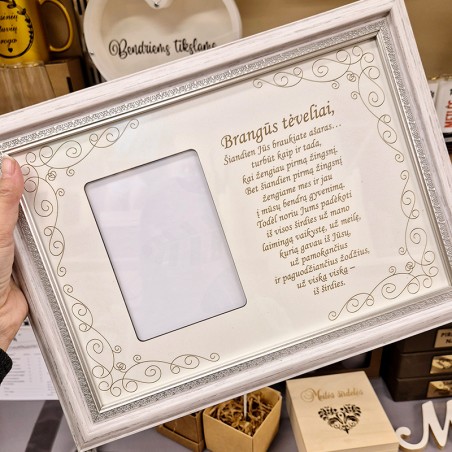 Bendriems tikslams
Brangūs tėveliai,
Šiandien Jūs braukiate ašaras...
turbūt kaip ir tada,
kai žengiau pirmą žingsnį.
Bet šiandien pirmą žingsnį
žengiame mes ir jau
į mūsų bendrą gyvenimą.
Todėl noriu Jums padėkoti
iš visos širdies už mano
laimingą vaikystę, už meilę,
kurią gavau iš Jūsų,
už pamokančius
ir paguodžiančius žodžius,
už viską viską –
iš širdies.
Meilės